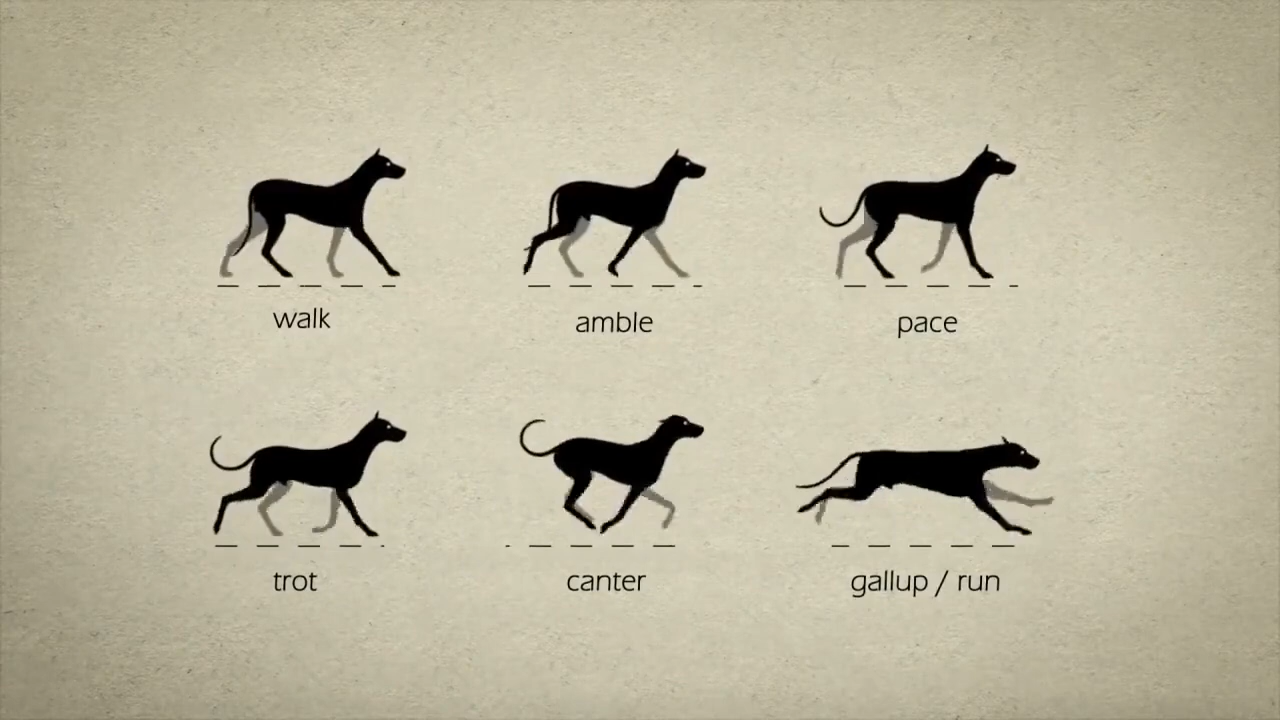 walk
amble
pace
trot
canter
gallup / run